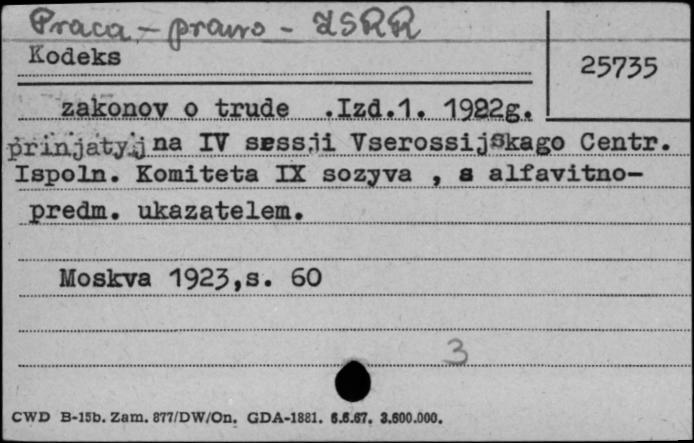 Praca - prawo - ZSRR
Kodeks
25735
zakonov o trude .Izd.1. 1922g.
prinjatyj na IV sessji Vserossijskago Centr.
Ispoln. Komiteta IX sozyva , s alfavitno-
predm. ukazatelem.
Moskva 1923,s. 60
3
CWD B-15b. Zam. 877/DW/On. GDA-1881. 6.6.67. 3.600.000.